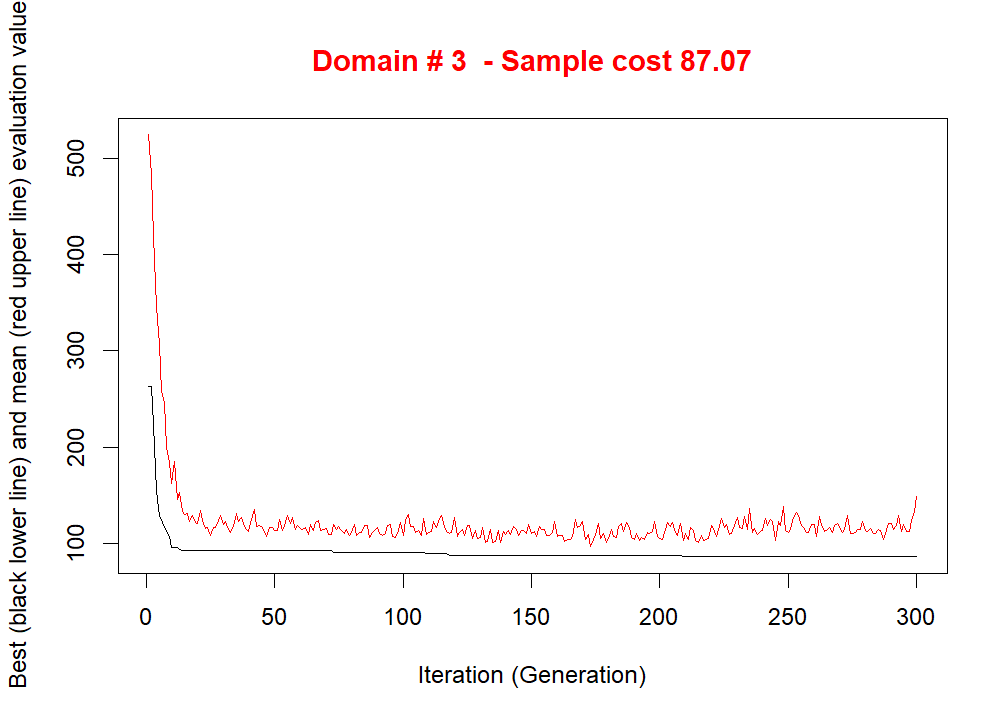 Domain # 3  - Sample cost 87.07
Best (black lower line) and mean (red upper line) evaluation value
500
400
300
200
100
0 50 100 150 200 250 300
Iteration (Generation)